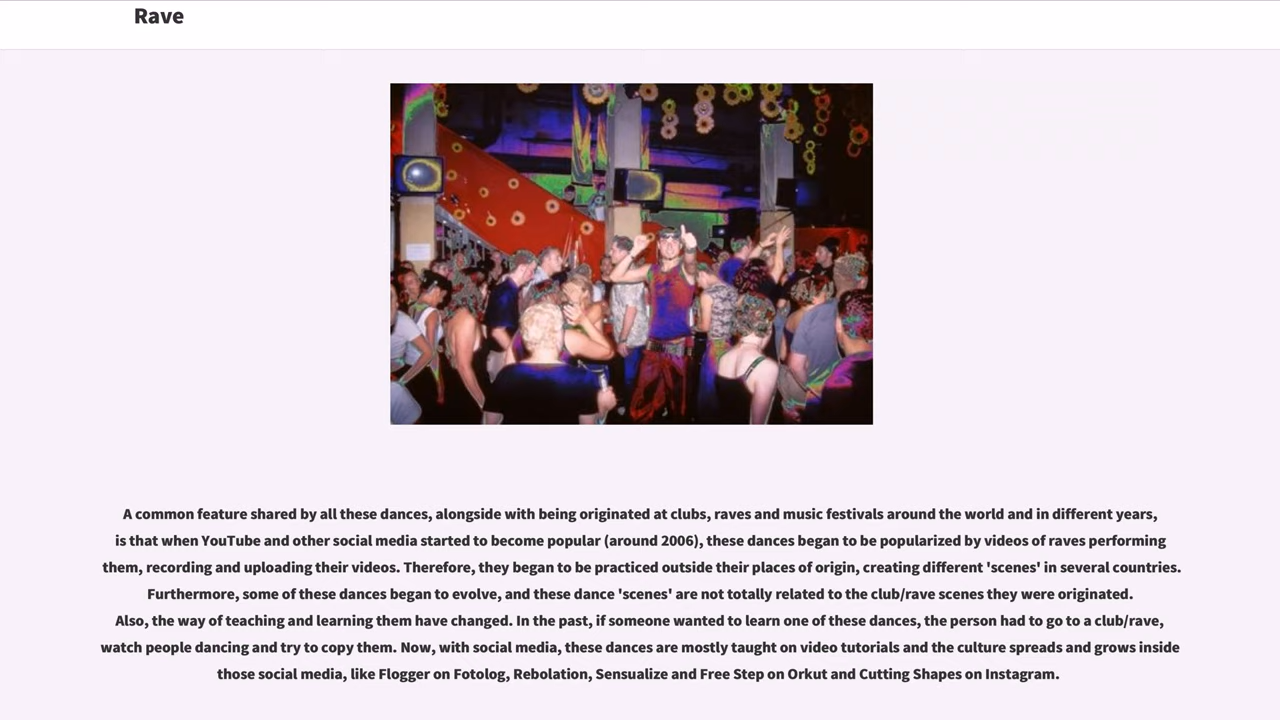 Rave
A common feature shared by all these dances, alongside with being originated at clubs, raves and music festivals around the world and in different years,
is that when YouTube and other social media started to become popular (around 2006), these dances began to be popularized by videos of raves performing
them, recording and uploading their videos. Therefore, they began to be practiced outside their places of origin, creating different 'scenes' in several countries.
Furthermore, some of these dances began to evolve, and these dance 'scenes' are not totally related to the club/rave scenes they were originated.
Also, the way of teaching and learning them have changed. In the past, if someone wanted to learn one of these dances, the person had to go to a club/rave,
watch people dancing and try to copy them. Now, with social media, these dances are mostly taught on video tutorials and the culture spreads and grows inside
those social media, like Flogger on Fotolog, Rebolation, Sensualize and Free Step on Orkut and Cutting Shapes on Instagram.